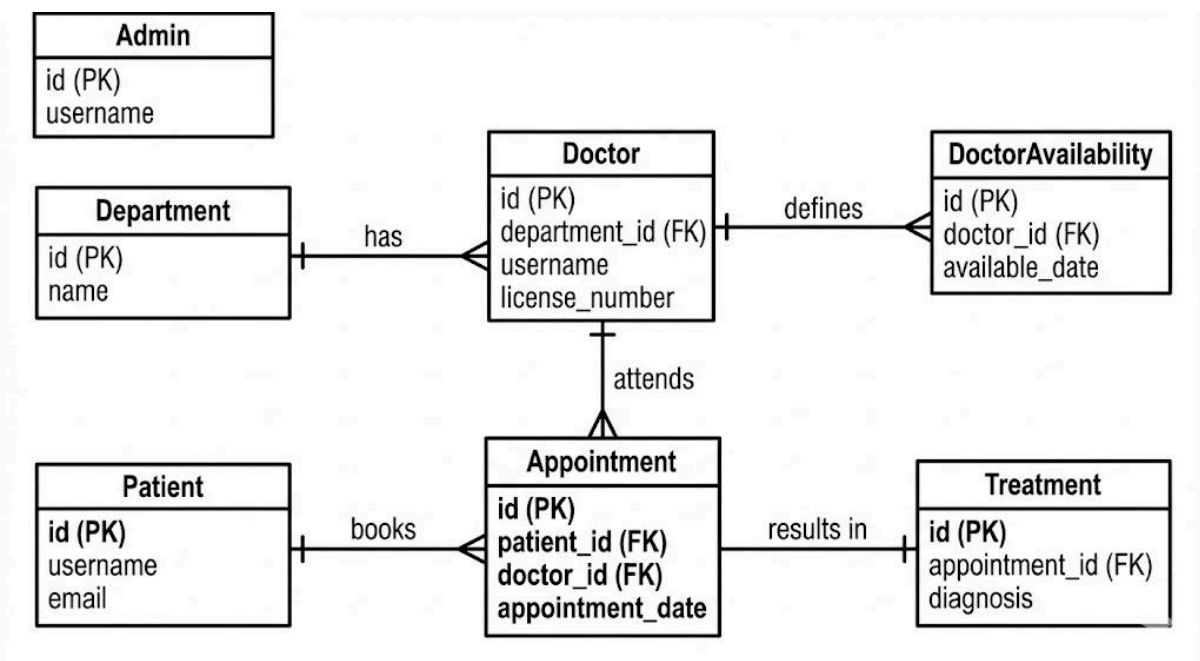 Admin
id (PK)
username
Department
id (PK)
name
has
Doctor
id (PK)
department_id (FK)
username
license_number
defines
DoctorAvailability
id (PK)
doctor_id (FK)
available_date
attends
Patient
id (PK)
username
email
books
Appointment
id (PK)
patient_id (FK)
doctor_id (FK)
appointment_date
results in
Treatment
id (PK)
appointment_id (FK)
diagnosis